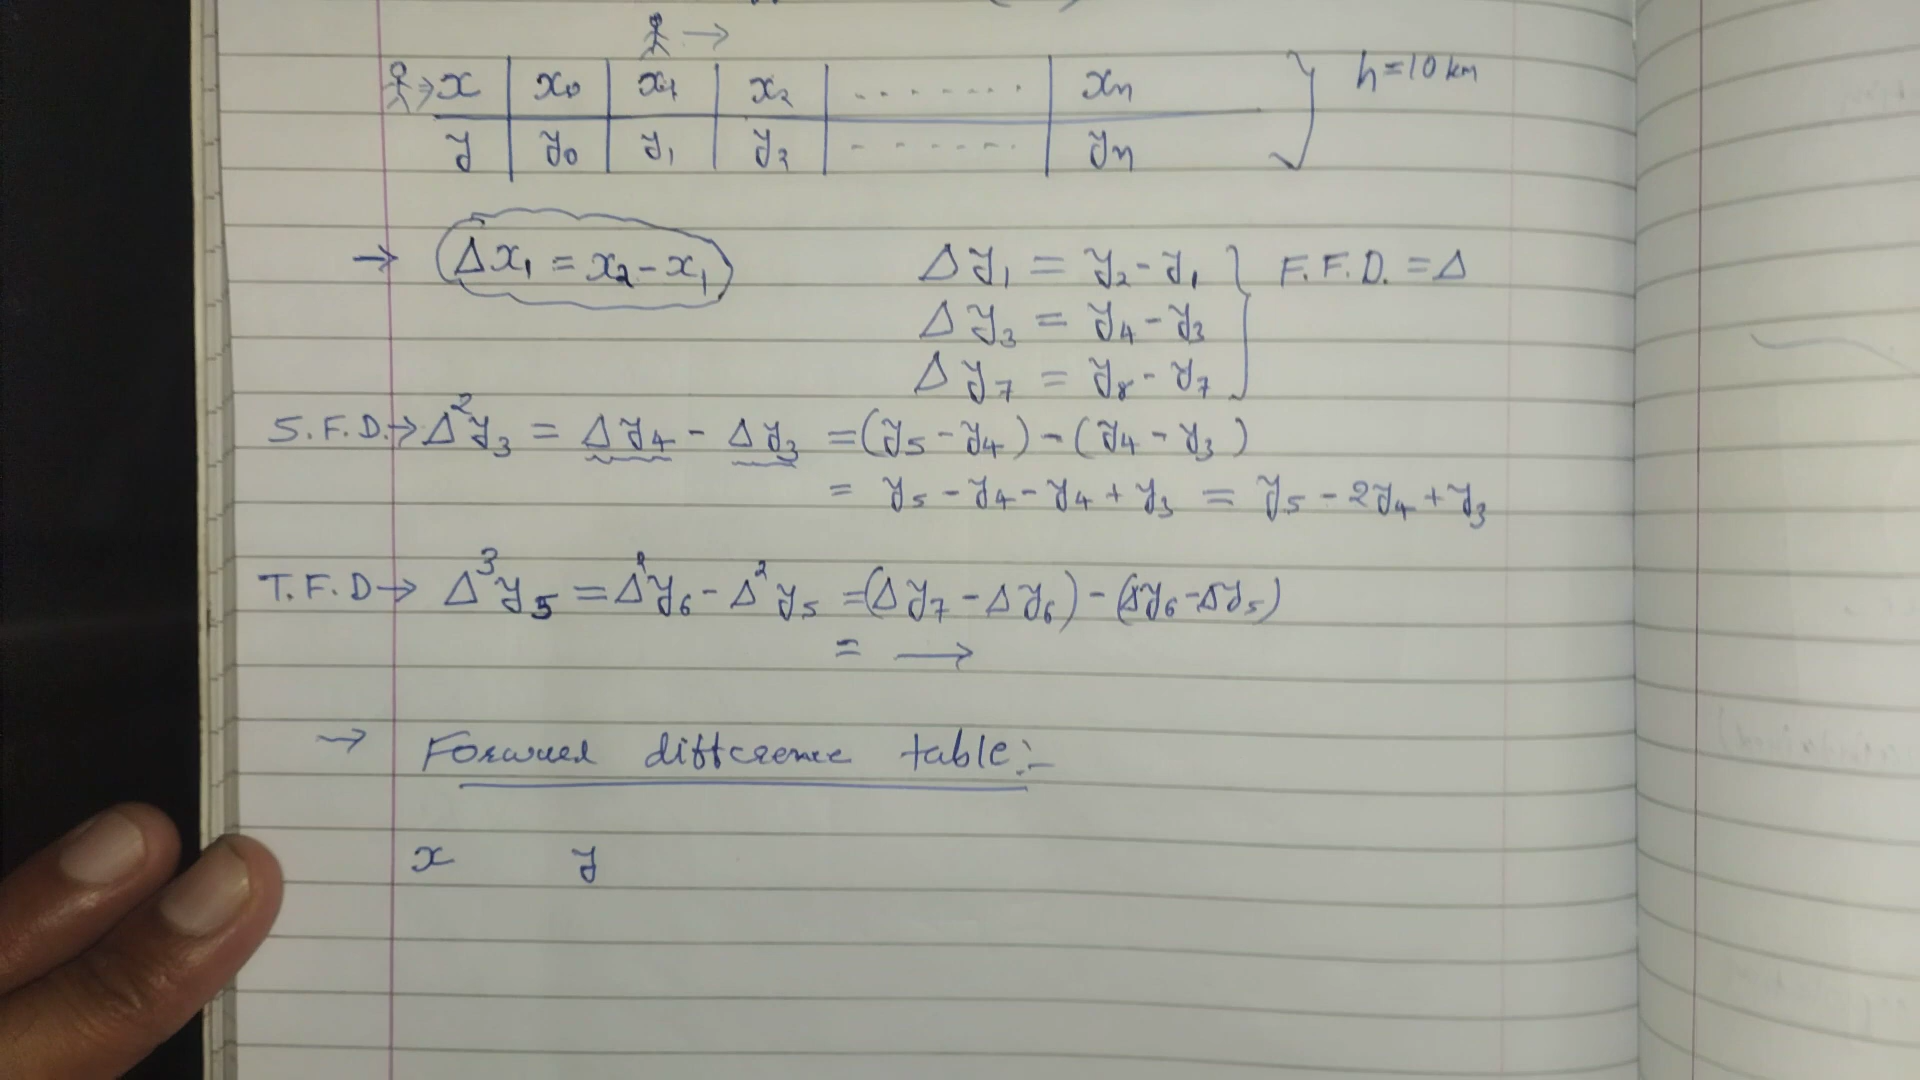 x | x₀ | x₁ | x₂ | ....... | xₙ } h = 10 km
y | y₀ | y₁ | y₂ | ....... | yₙ
→ Δx₁ = x₂ - x₁
Δy₁ = y₂ - y₁ } F.F.D. = Δ
Δy₃ = y₄ - y₃
Δy₇ = y₈ - y₇
S.F.D. → Δ²y₃ = Δy₄ - Δy₃ = (y₅ - y₄) - (y₄ - y₃)
= y₅ - y₄ - y₄ + y₃ = y₅ - 2y₄ + y₃
T.F.D → Δ³y₅ = Δ²y₆ - Δ²y₅ = (Δy₇ - Δy₆) - (Δy₆ - Δy₅)
= →
→ Forward difference table:-
x y